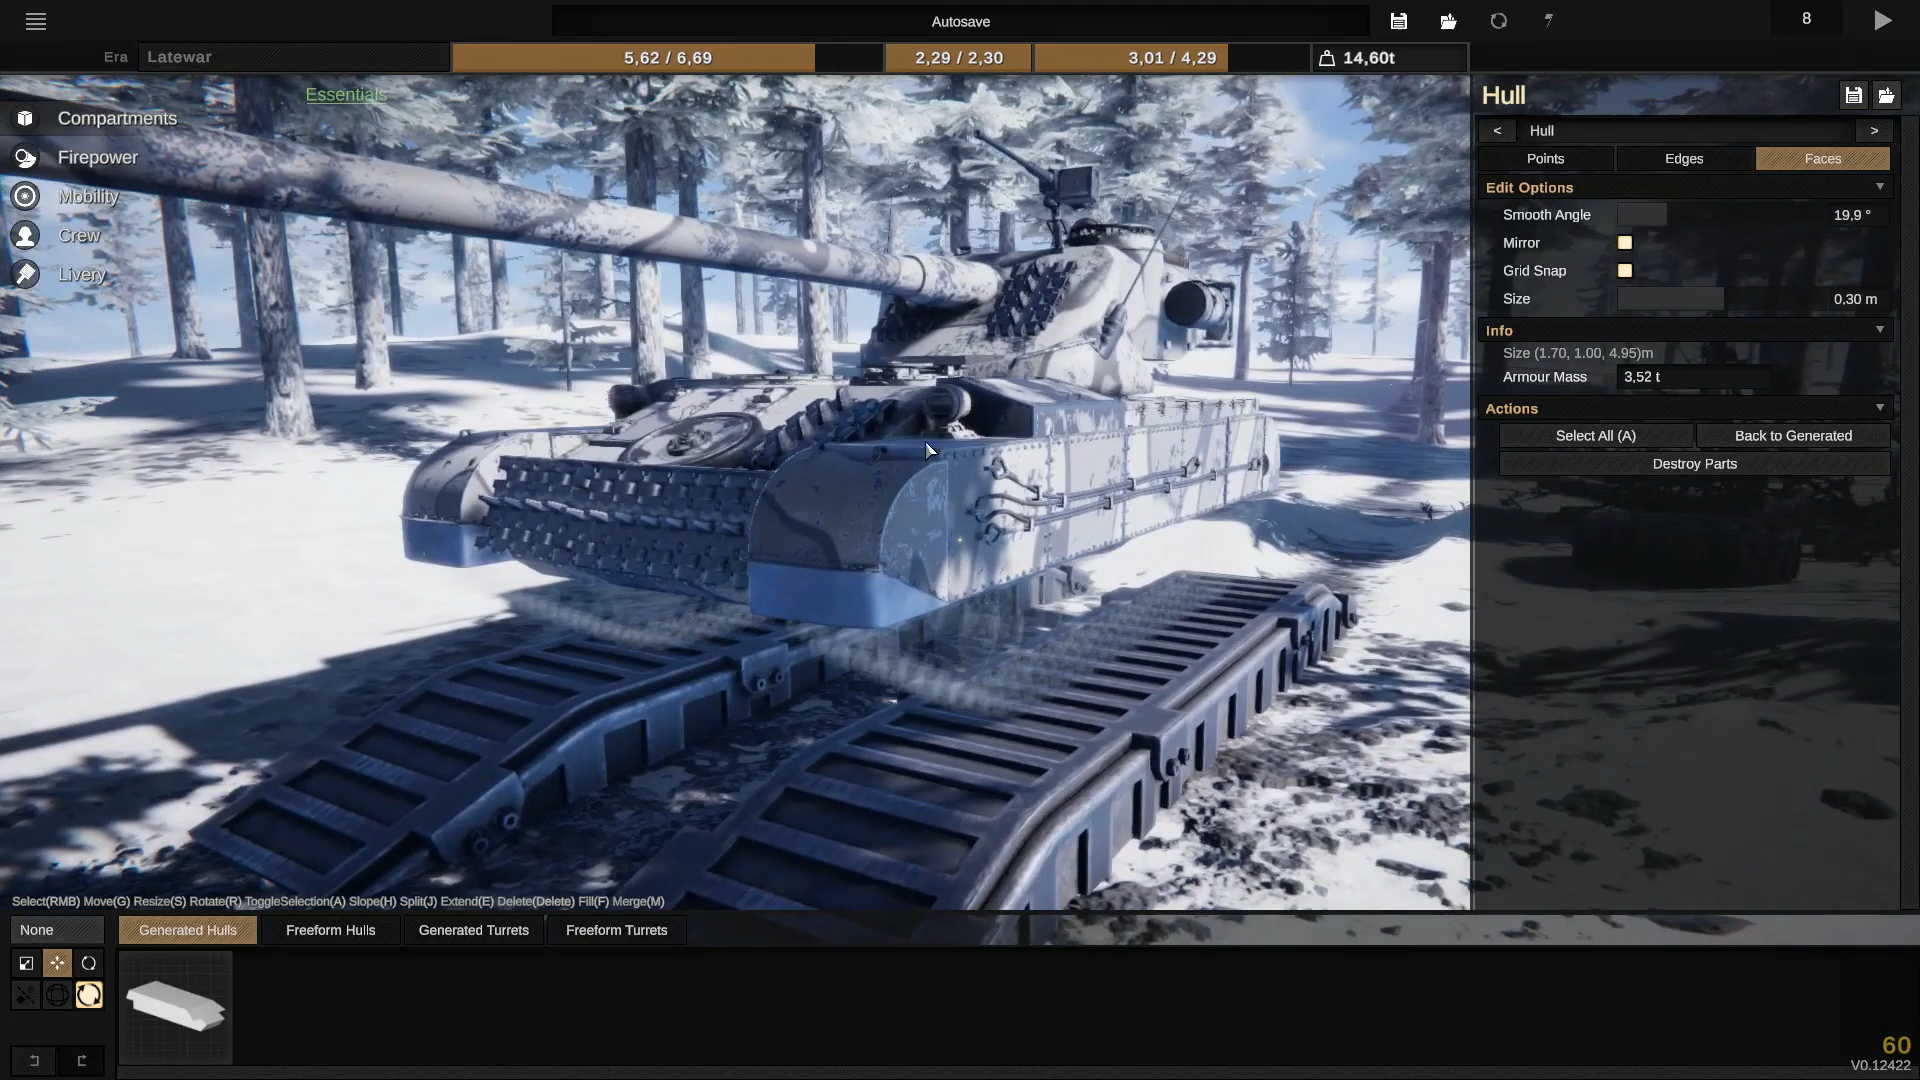 Autosave
8
Era
Latewar
5,62 / 6,69
2,29 / 2,30
3,01 / 4,29
14,60t
Essentials
Compartments
Firepower
Mobility
Crew
Livery
Hull
<
Hull
>
Points
Edges
Faces
Edit Options
Smooth Angle
19,9 °
Mirror
Grid Snap
Size
0,30 m
Info
Size (1.70, 1.00, 4.95)m
Armour Mass
3,52 t
Actions
Select All (A)
Back to Generated
Destroy Parts
Select(RMB) Move(G) Resize(S) Rotate(R) ToggleSelection(A) Slope(H) Split(J) Extend(E) Delete(Delete) Fill(F) Merge(M)
None
Generated Hulls
Freeform Hulls
Generated Turrets
Freeform Turrets
60
V0.12422